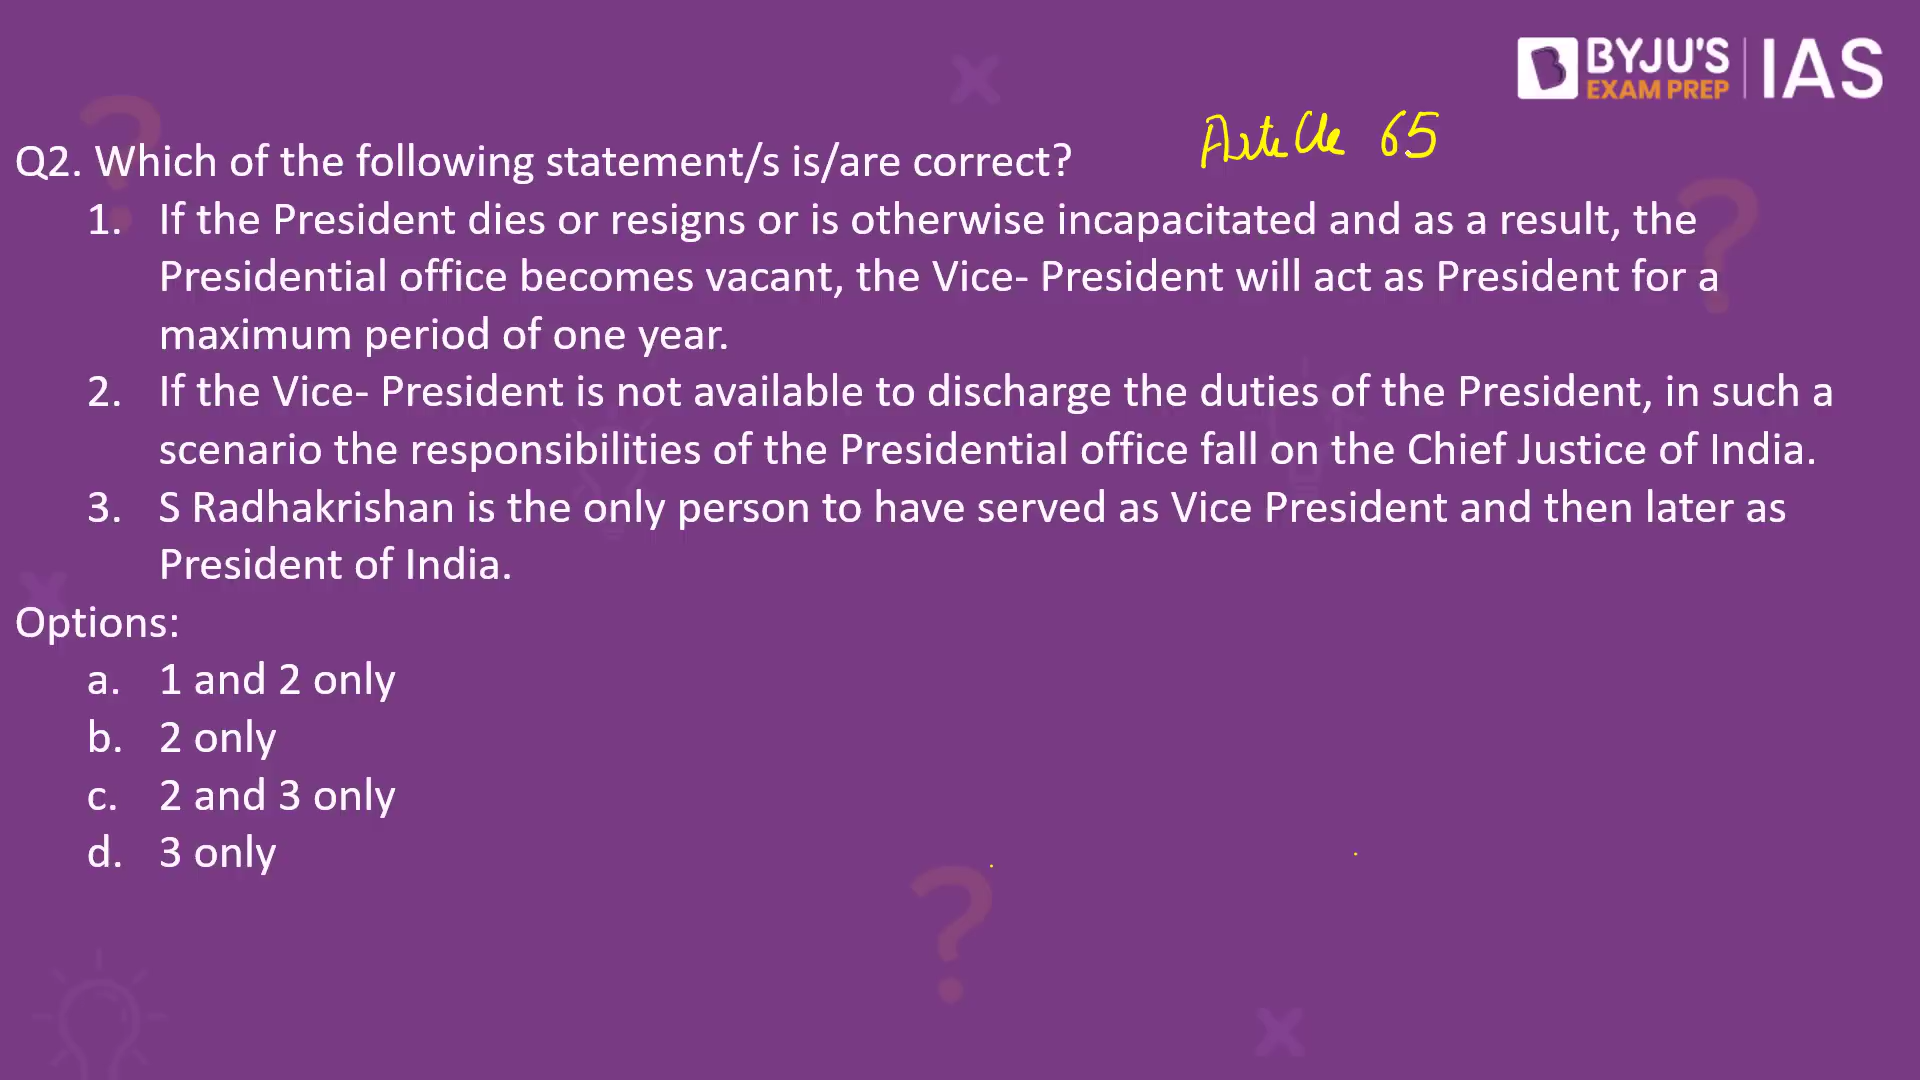 BYJU'S
EXAM PREP
IAS
Article 65
Q2. Which of the following statement/s is/are correct?
1. If the President dies or resigns or is otherwise incapacitated and as a result, the
Presidential office becomes vacant, the Vice- President will act as President for a
maximum period of one year.
2. If the Vice- President is not available to discharge the duties of the President, in such a
scenario the responsibilities of the Presidential office fall on the Chief Justice of India.
3. S Radhakrishan is the only person to have served as Vice President and then later as
President of India.
Options:
a. 1 and 2 only
b. 2 only
c. 2 and 3 only
d. 3 only